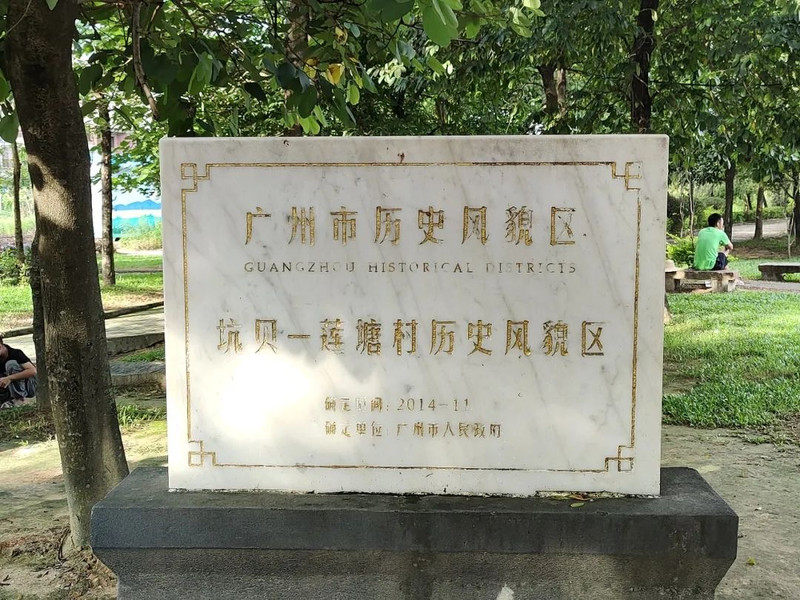 广州市历史风貌区
GUANGZHOU HISTORICAL DISTRICTS
坑贝—莲塘村历史风貌区
确定时间：2014-11
确定单位 广州市人民政府